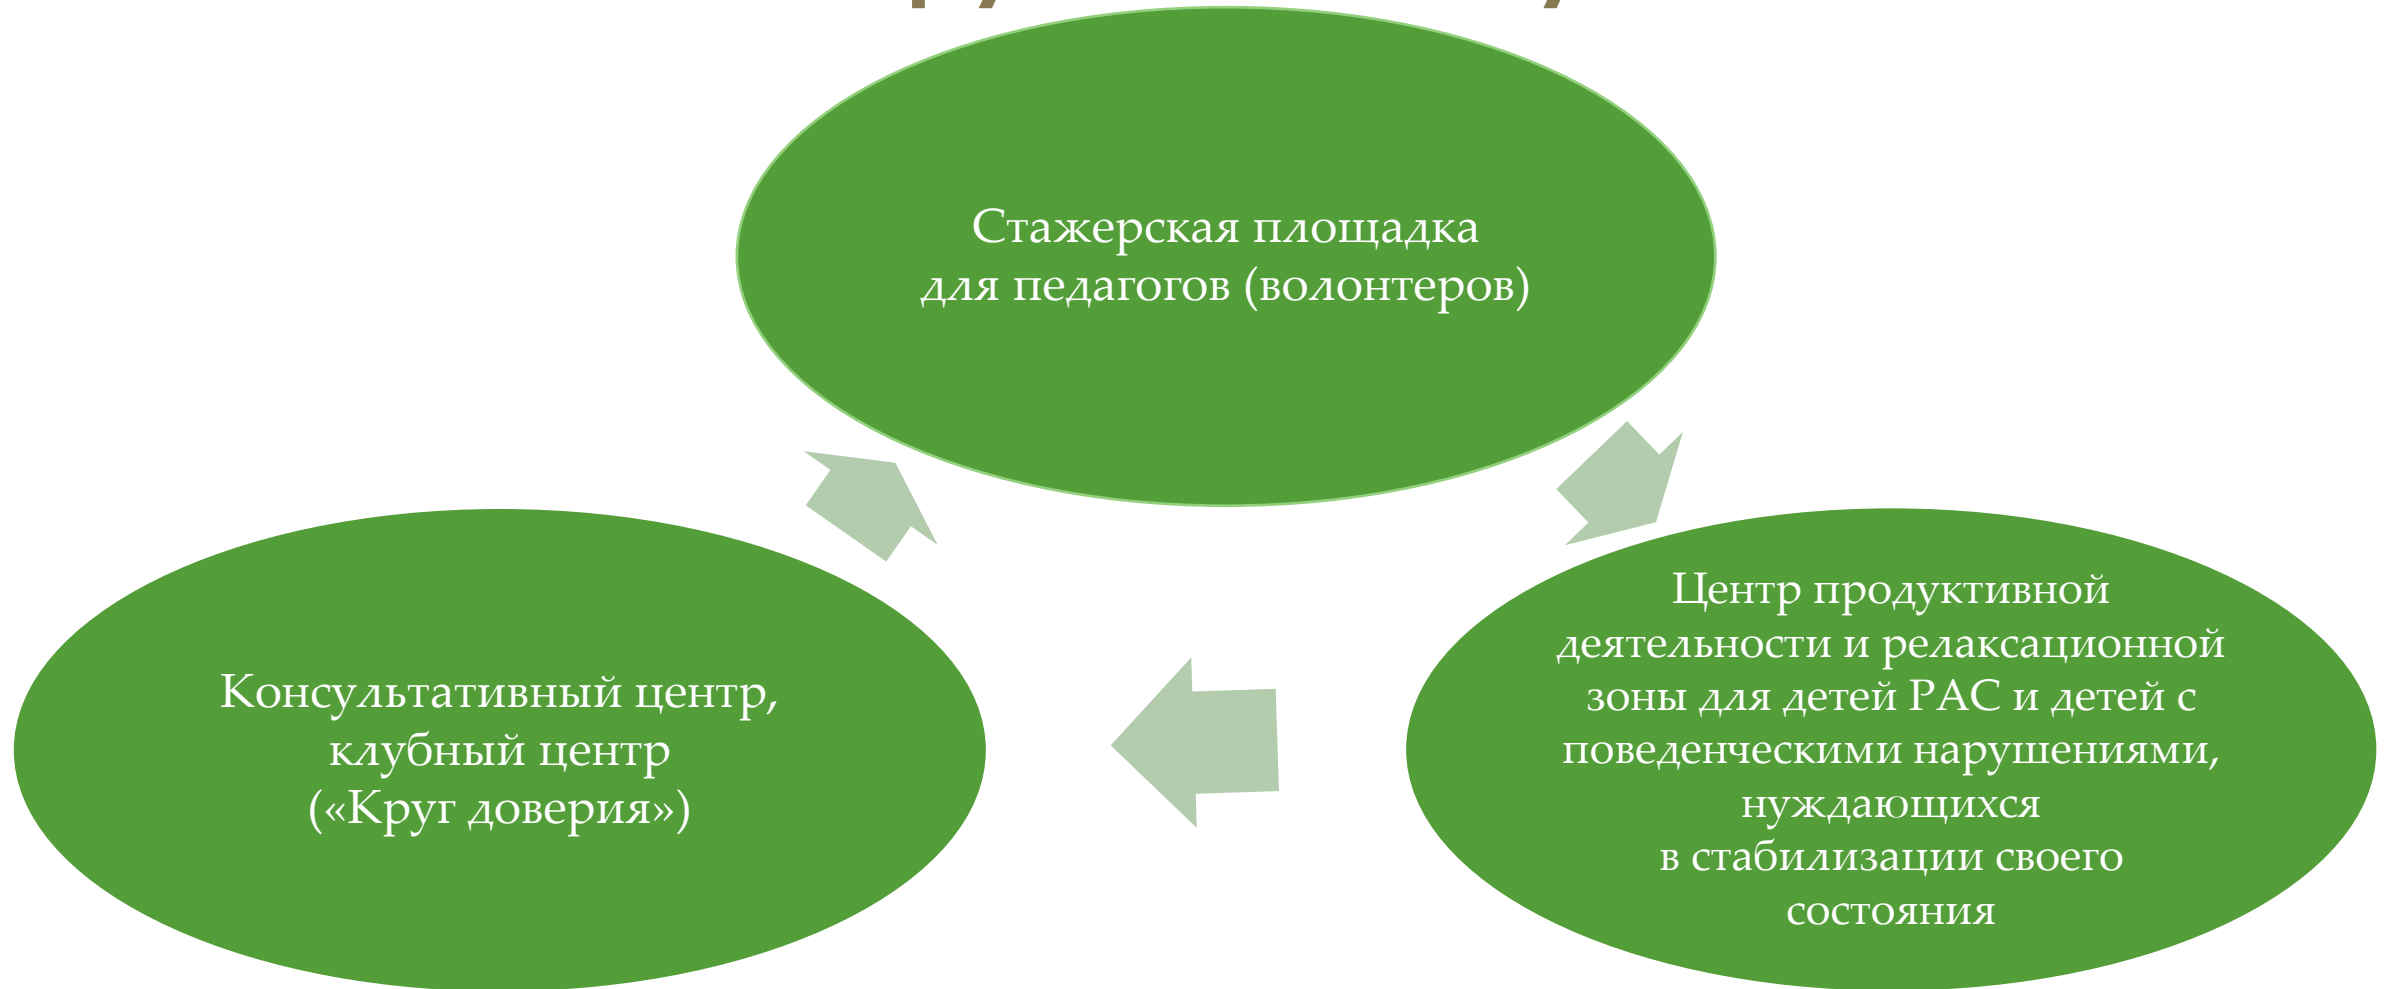 Стажерская площадка
для педагогов (волонтеров)
Центр продуктивной
деятельности и релаксационной
зоны для детей РАС и детей с
поведенческими нарушениями,
нуждающихся
в стабилизации своего
состояния
Консультативный центр,
клубный центр
(«Круг доверия»)